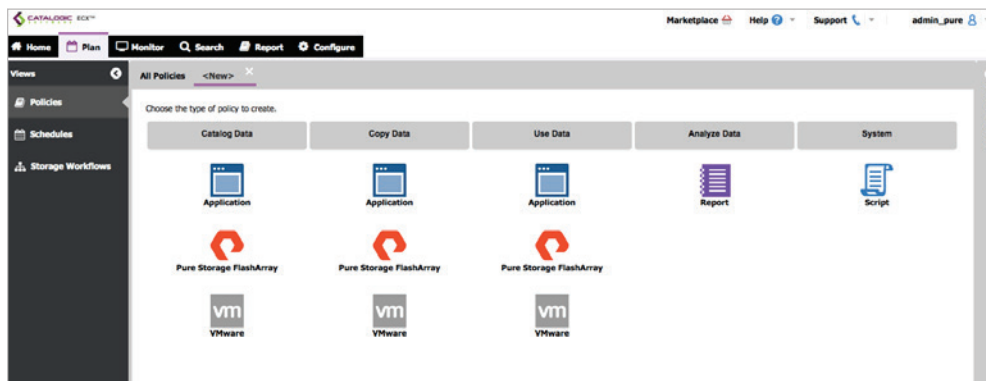 CATALOGIC ECX™
SOFTWARE
Marketplace Help Support admin_pure
Home Plan Monitor Search Report Configure
Views
All Policies <New>
Policies
Schedules
Storage Workflows
Choose the type of policy to create.
Catalog Data Copy Data Use Data Analyze Data System
Application Application Application Report Script
Pure Storage FlashArray Pure Storage FlashArray Pure Storage FlashArray
vm vm vm
VMware VMware VMware